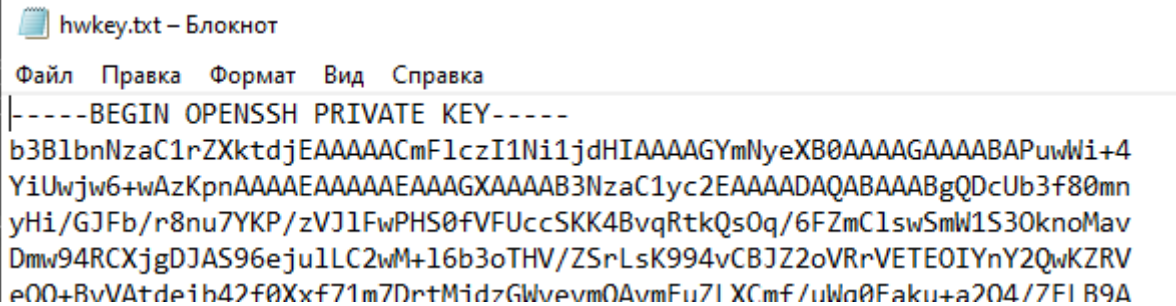 hwkey.txt – Блокнот
Файл Правка Формат Вид Справка
-----BEGIN OPENSSH PRIVATE KEY-----
b3BlbnNzaC1rZXktdjEAAAAACmFlczI1Ni1jdHIAAAAGYmNyeXB0AAAAGAAAABAPuwWi+4
YiUwjw6+wAzKpnAAAAEAAAAAEAAAGXAAAAB3NzaC1yc2EAAAADAQABAAABgQDcUb3f80mn
yHi/GJFb/r8nu7YKP/zVJlFwPHS0fVFUccSKK4BvqRtkQsOq/6FZmClswSmW1S3OknoMav
Dmw94RCXjgDJAS96ejulLC2wM+l6b3oTHV/ZSrLsK994vCBJZ2oVRrVETEOIYnY2QwKZRV